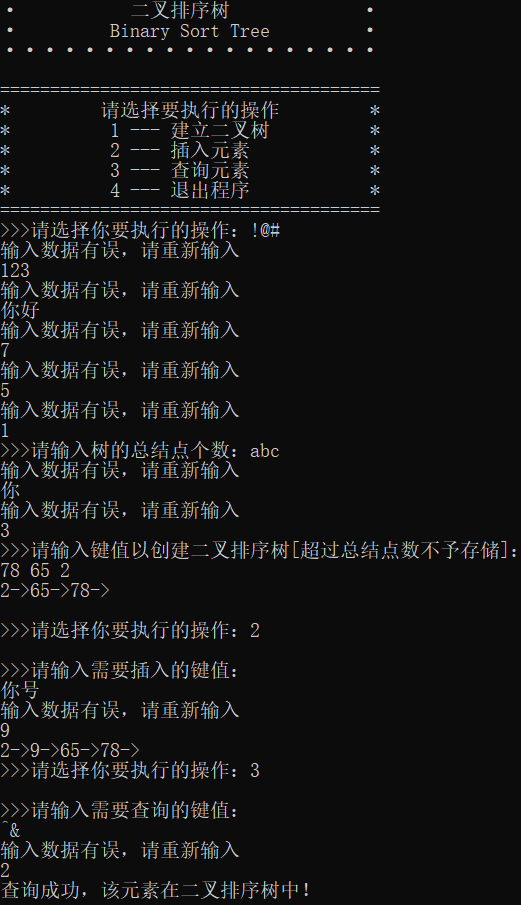 · 二叉排序树 ·
· Binary Sort Tree ·
· · · · · · · · · · · · · · · · · · ·
======================================
* 请选择要执行的操作 *
* 1 --- 建立二叉树 *
* 2 --- 插入元素 *
* 3 --- 查询元素 *
* 4 --- 退出程序 *
======================================
>>>请选择你要执行的操作: !@#
输入数据有误，请重新输入
123
输入数据有误，请重新输入
你好
输入数据有误，请重新输入
7
输入数据有误，请重新输入
5
输入数据有误，请重新输入
1
>>>请输入树的总结点个数: abc
输入数据有误，请重新输入
你
输入数据有误，请重新输入
3
>>>请输入键值以创建二叉排序树[超过总结点数不予存储]:
78 65 2
2->65->78->
>>>请选择你要执行的操作: 2
>>>请输入需要插入的键值:
你号
输入数据有误，请重新输入
9
2->9->65->78->
>>>请选择你要执行的操作: 3
>>>请输入需要查询的键值:
^&
输入数据有误，请重新输入
2
查询成功，该元素在二叉排序树中!